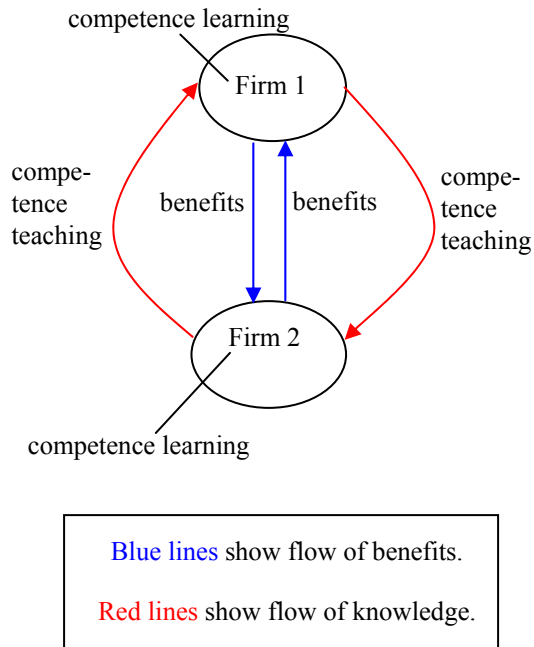 competence learning
Firm 1
compe-
tence
teaching
benefits
benefits
compe-
tence
teaching
Firm 2
competence learning
Blue lines show flow of benefits.
Red lines show flow of knowledge.